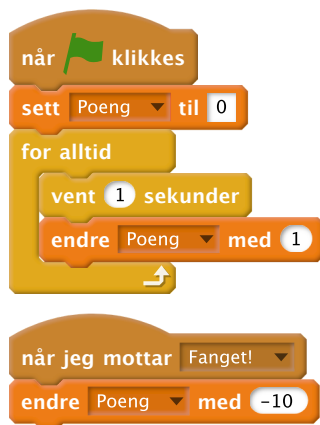 når klikkes
sett Poeng til 0
for alltid
vent 1 sekunder
endre Poeng med 1
når jeg mottar Fanget!
endre Poeng med -10